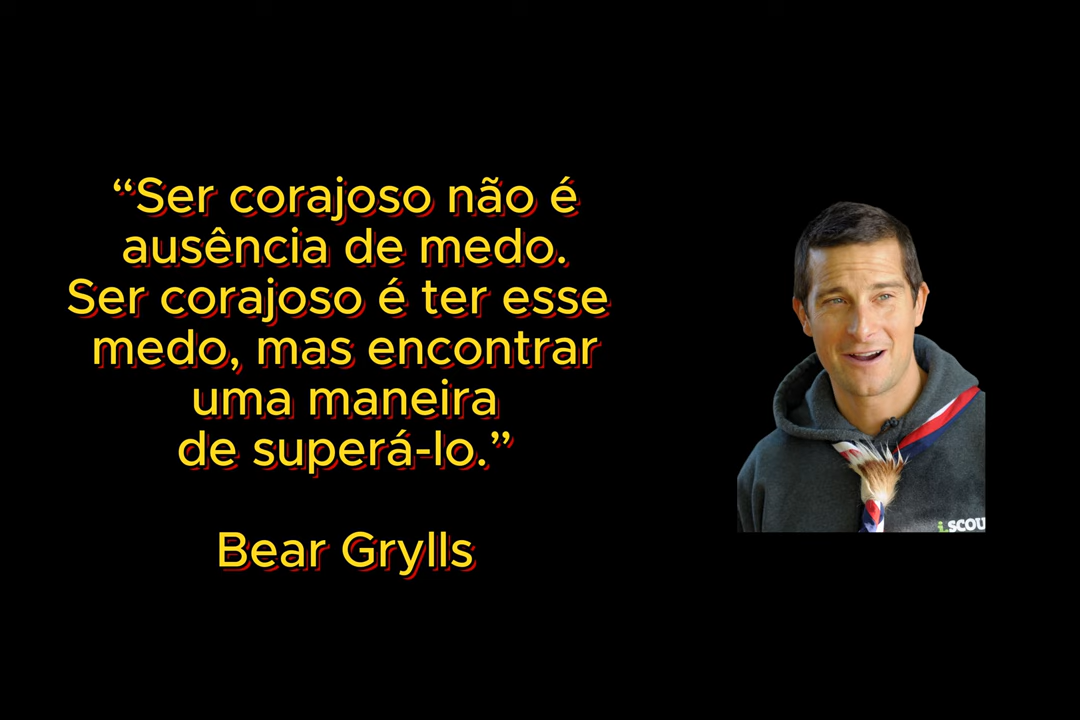 “Ser corajoso não é
ausência de medo.
Ser corajoso é ter esse
medo, mas encontrar
uma maneira
de superá-lo.”
Bear Grylls
i.SCOU